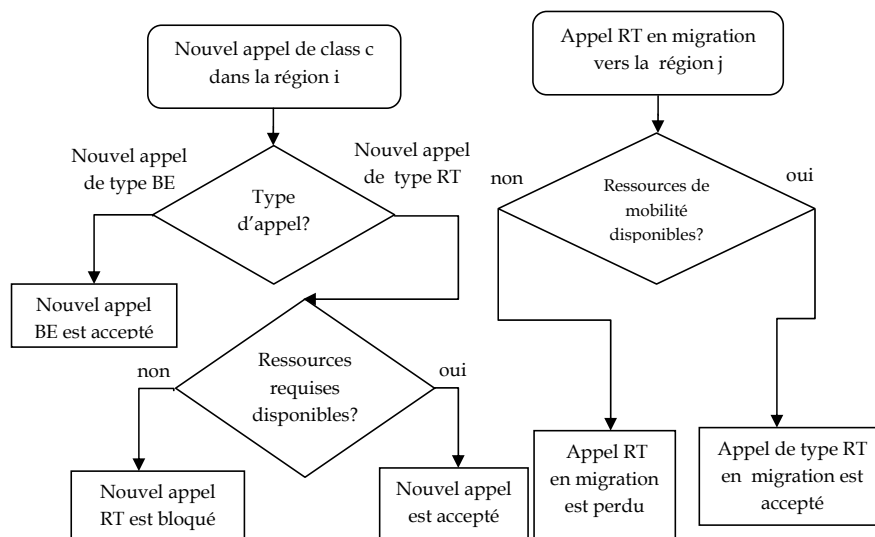 Nouvel appel de class c
dans la région i
Nouvel appel
de type BE
Nouvel appel
de type RT
Type
d'appel?
Nouvel appel
BE est accepté
Ressources
requises
disponibles?
non
oui
Nouvel appel
RT est bloqué
Nouvel appel
est accepté
Appel RT en migration
vers la région j
non
oui
Ressources de
mobilité
disponibles?
Appel RT
en migration
est perdu
Appel de type RT
en migration est
accepté